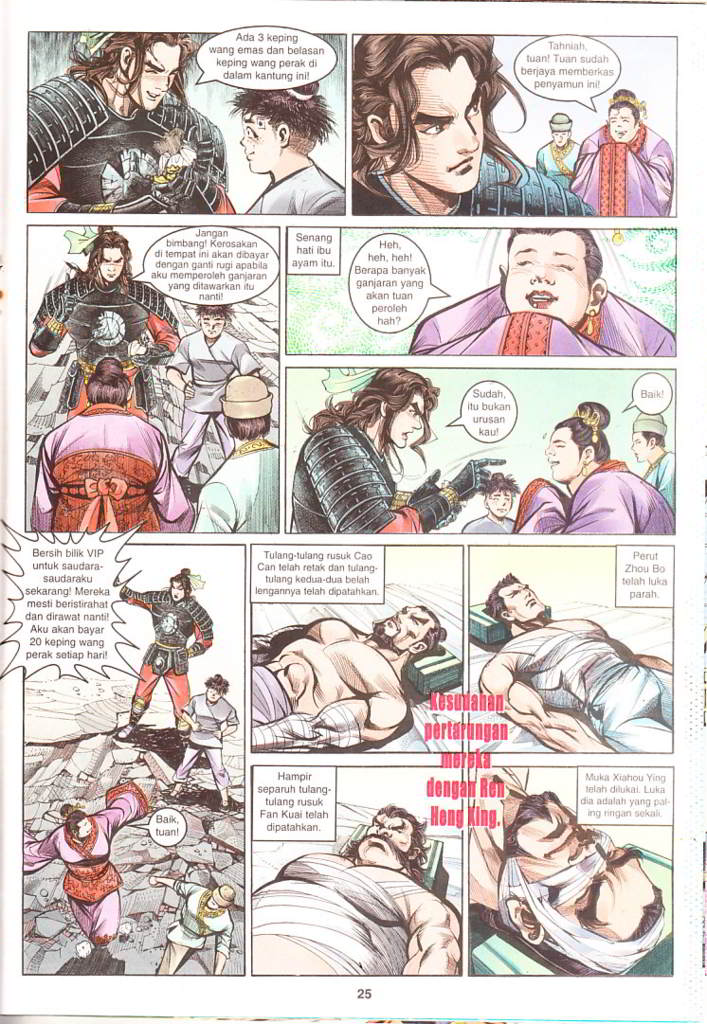 Ada 3 keping
wang emas dan belasan
keping wang perak di
dalam kantung ini!
Tahniah,
tuan! Tuan sudah
berjaya memberkas
penyamun ini!
Jangan
bimbang! Kerosakan
di tempat ini akan dibayar
dengan ganti rugi apabila
aku memperoleh ganjaran
yang ditawarkan itu
nanti!
Senang
hati ibu
ayam itu.
Heh,
heh, heh!
Berapa banyak
ganjaran yang
akan tuan
peroleh
hah?
Sudah,
itu bukan
urusan
kau!
Baik!
Bersih bilik VIP
untuk saudara-
saudaraku
sekarang! Mereka
mesti beristirahat
dan dirawat nanti!
Aku akan bayar
20 keping wang
perak setiap hari!
Baik,
tuan!
Tulang-tulang rusuk Cao
Can telah retak dan tulang-
tulang kedua-dua belah
lengannya telah dipatahkan.
Perut
Zhou Bo
telah luka
parah.
Kesudahan
pertarungan
mereka
dengan Ren
Hong King.
Hampir
separuh tulang-
tulang rusuk
Fan Kuai telah
dipatahkan.
Muka Xiahou Ying
telah dilukai. Luka
dia adalah yang pal-
ing ringan sekali.
25